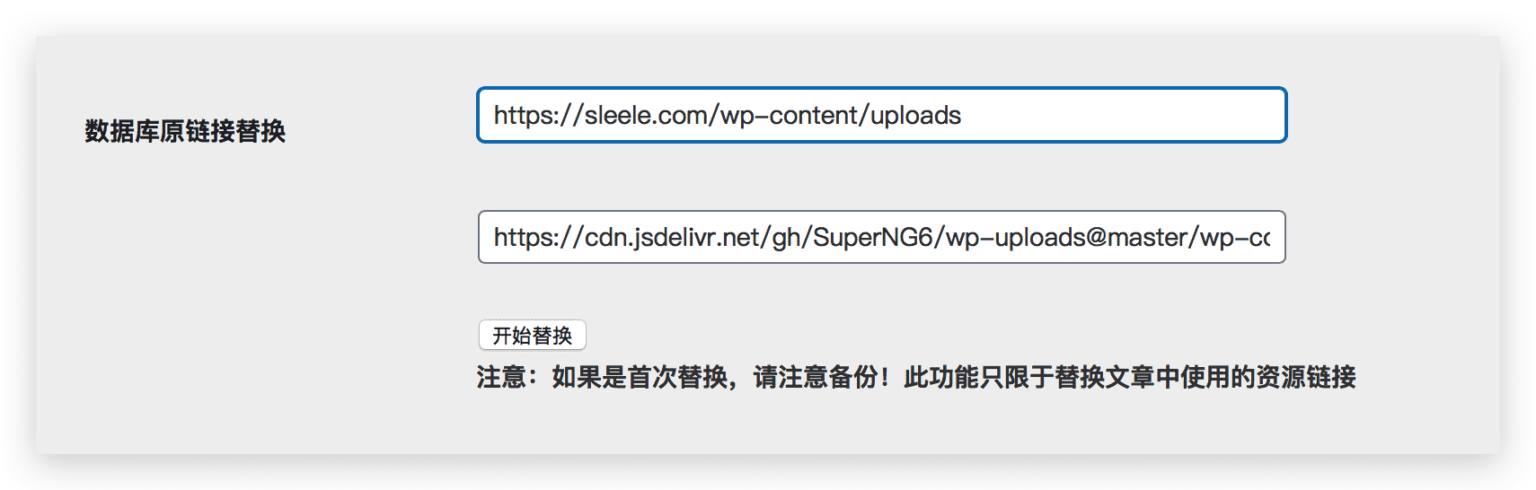 数据库原链接替换
https://sleele.com/wp-content/uploads
https://cdn.jsdelivr.net/gh/SuperNG6/wp-uploads@master/wp-co
开始替换
注意：如果是首次替换，请注意备份！此功能只限于替换文章中使用的资源链接